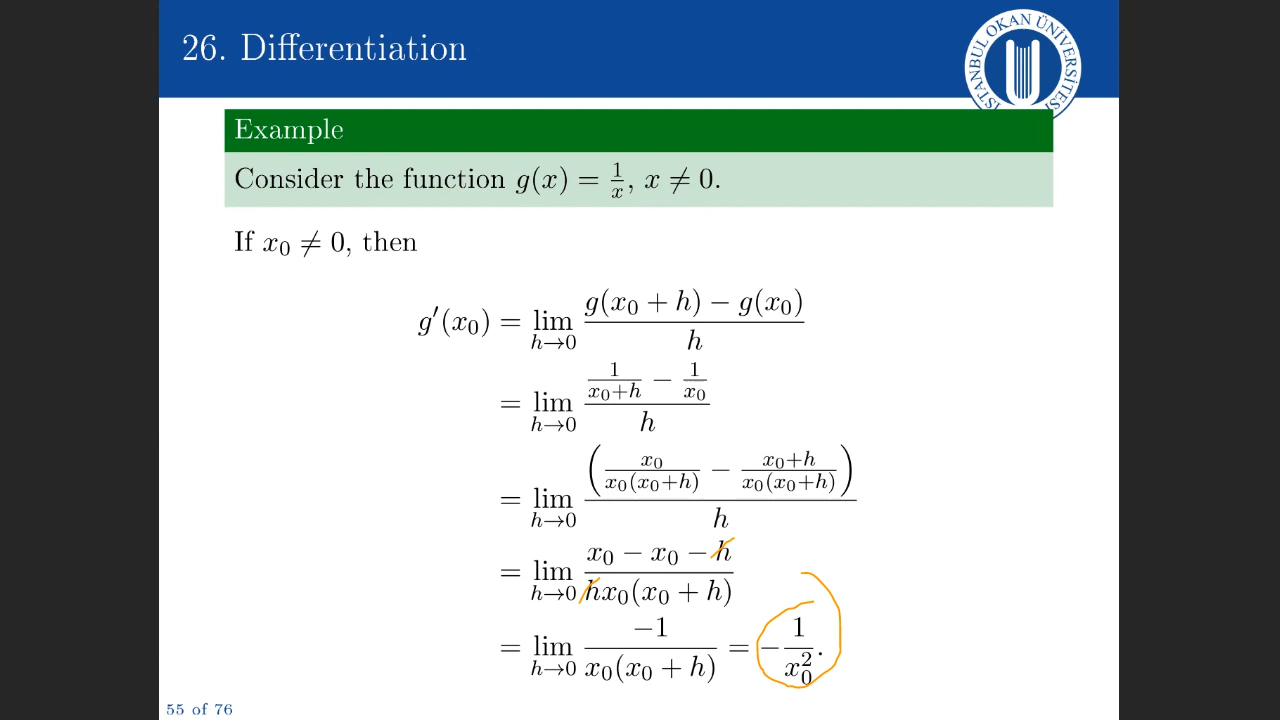 26. Differentiation
İSTANBUL OKAN ÜNİVERSİTESİ
Example
Consider the function g(x) = 1/x, x ≠ 0.
If x₀ ≠ 0, then
g′(x₀) = lim_{h→0} (g(x₀ + h) − g(x₀))/h
= lim_{h→0} (1/(x₀+h) − 1/x₀)/h
= lim_{h→0} (x₀/(x₀(x₀+h)) − (x₀+h)/(x₀(x₀+h)))/h
= lim_{h→0} (x₀ − x₀ − h)/(hx₀(x₀ + h))
= lim_{h→0} −1/(x₀(x₀ + h)) = −1/x₀².
55 of 76